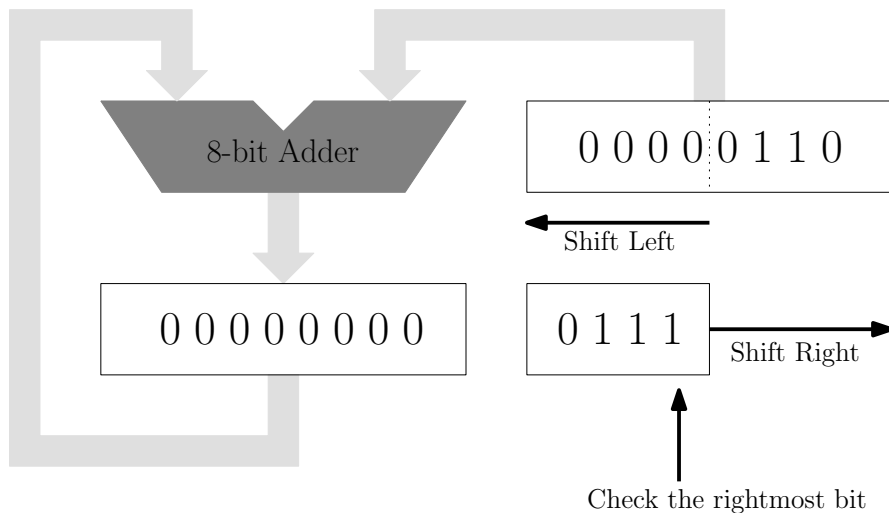 8-bit Adder
0 0 0 0 0 1 1 0
Shift Left
0 0 0 0 0 0 0 0
0 1 1 1
Shift Right
Check the rightmost bit